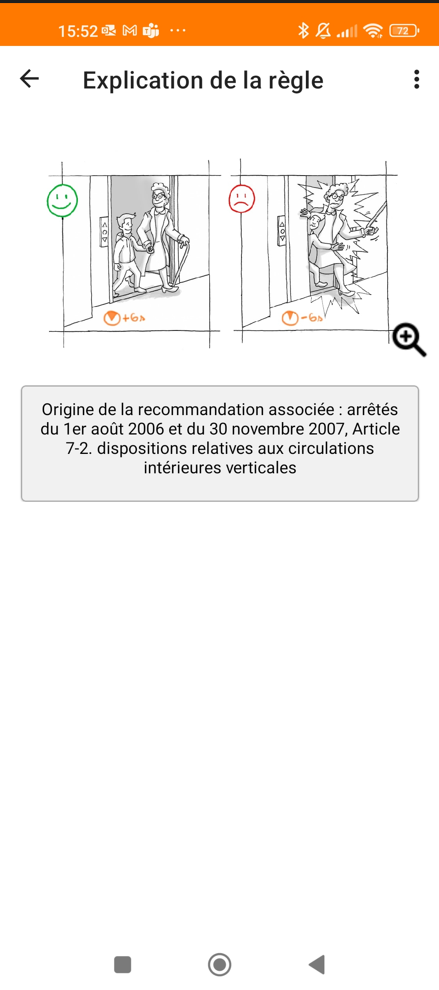 15:52
72
Explication de la règle
+6s
-6s
Origine de la recommandation associée : arrêtés
du 1er août 2006 et du 30 novembre 2007, Article
7-2. dispositions relatives aux circulations
intérieures verticales